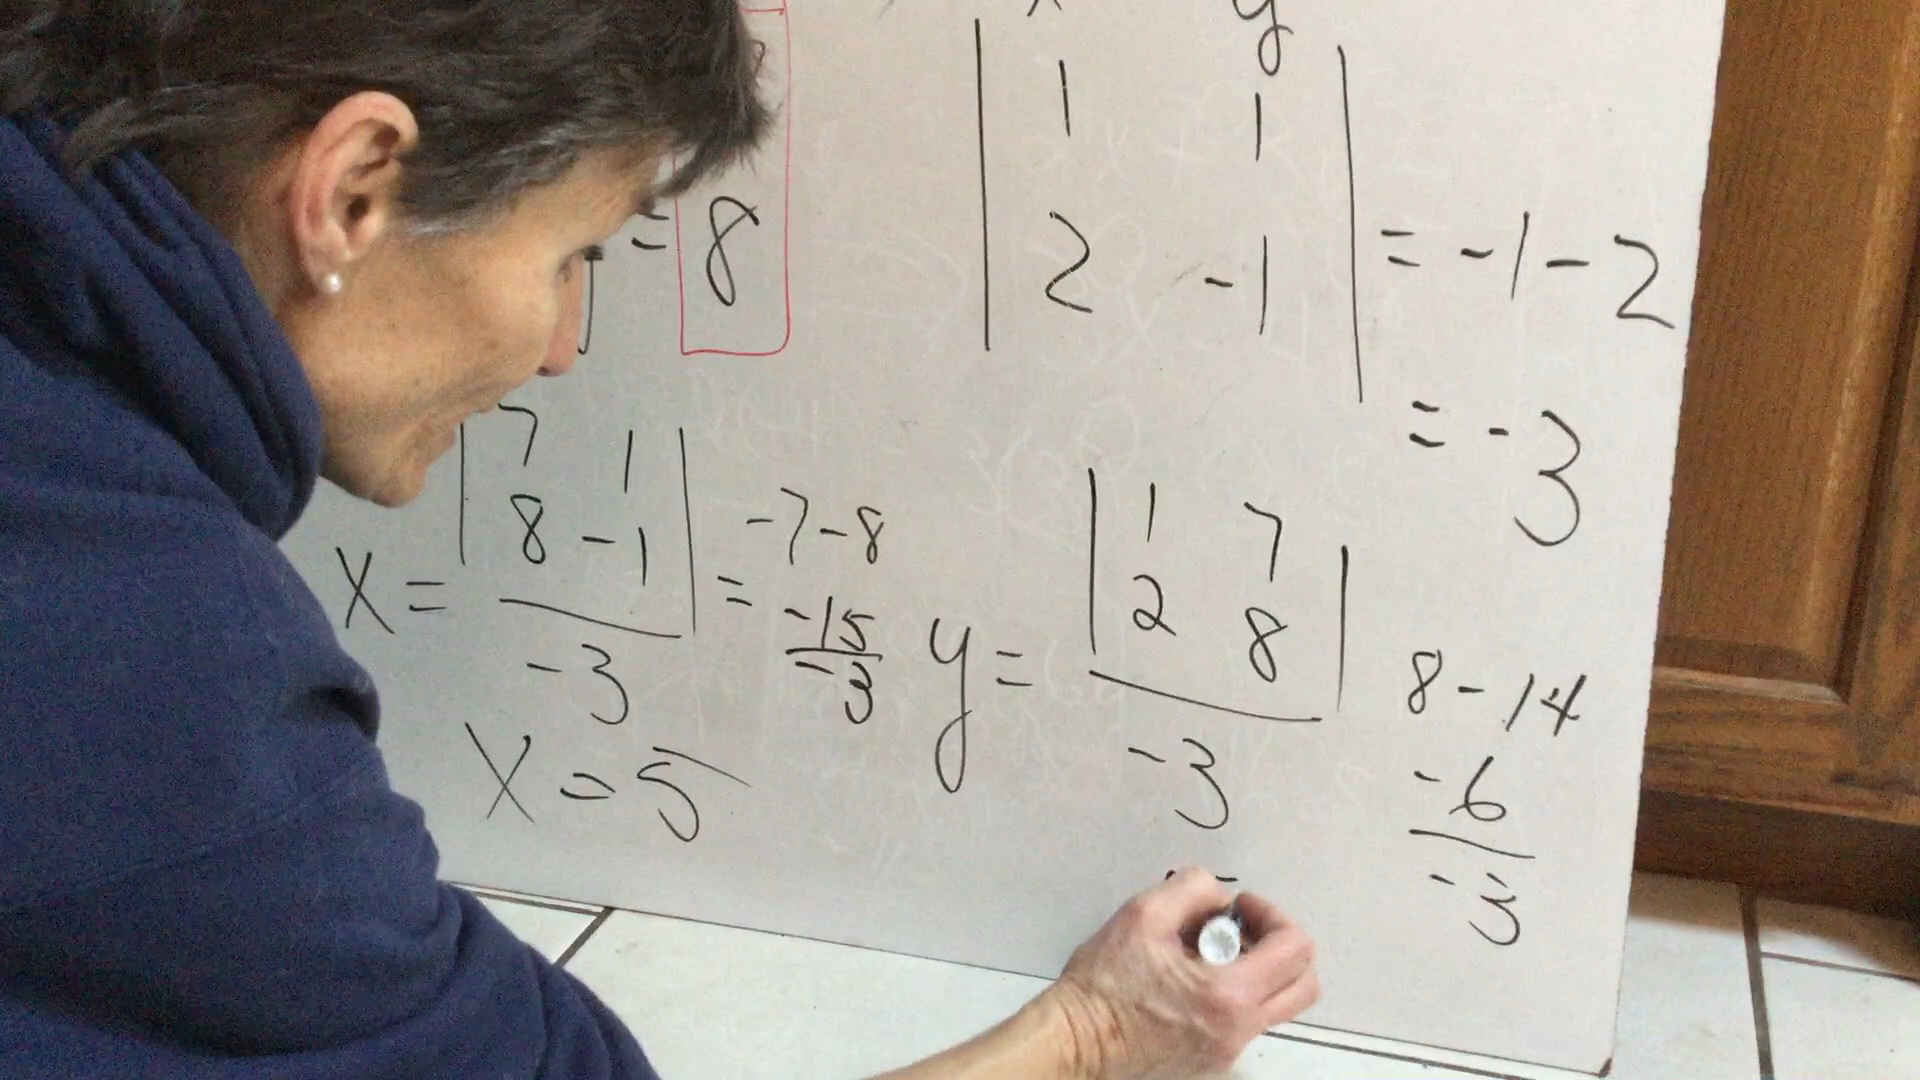 y
| 1 1 |
= 8
| 2 -1 | = -1 - 2
= -3
| 7 1 |
| 8 -1 |
-7 - 8
X = = -15
-3 -3
X = 5
| 1 7 |
| 2 8 |
y =
-3
8 - 14
-6
-3